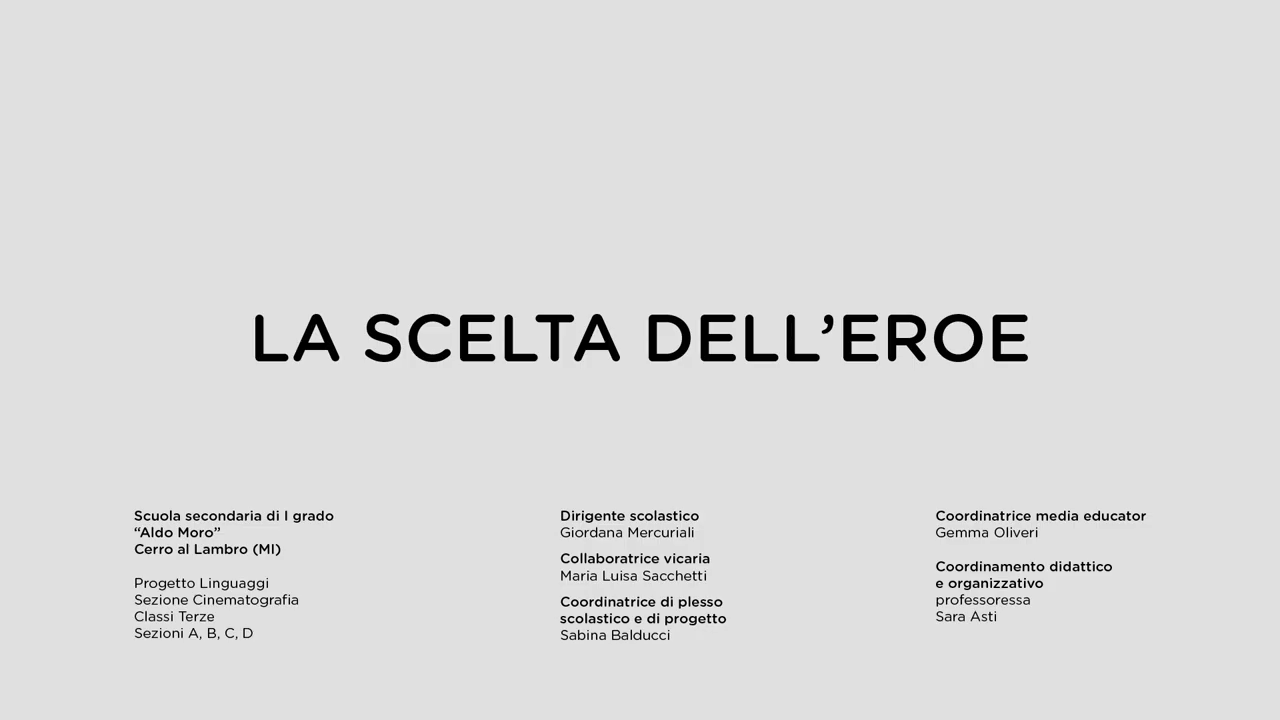 LA SCELTA DELL’EROE
Scuola secondaria di I grado
“Aldo Moro”
Cerro al Lambro (MI)
Progetto Linguaggi
Sezione Cinematografia
Classi Terze
Sezioni A, B, C, D
Dirigente scolastico
Giordana Mercuriali
Collaboratrice vicaria
Maria Luisa Sacchetti
Coordinatrice di plesso
scolastico e di progetto
Sabina Balducci
Coordinatrice media educator
Gemma Oliveri
Coordinamento didattico
e organizzativo
professoressa
Sara Asti